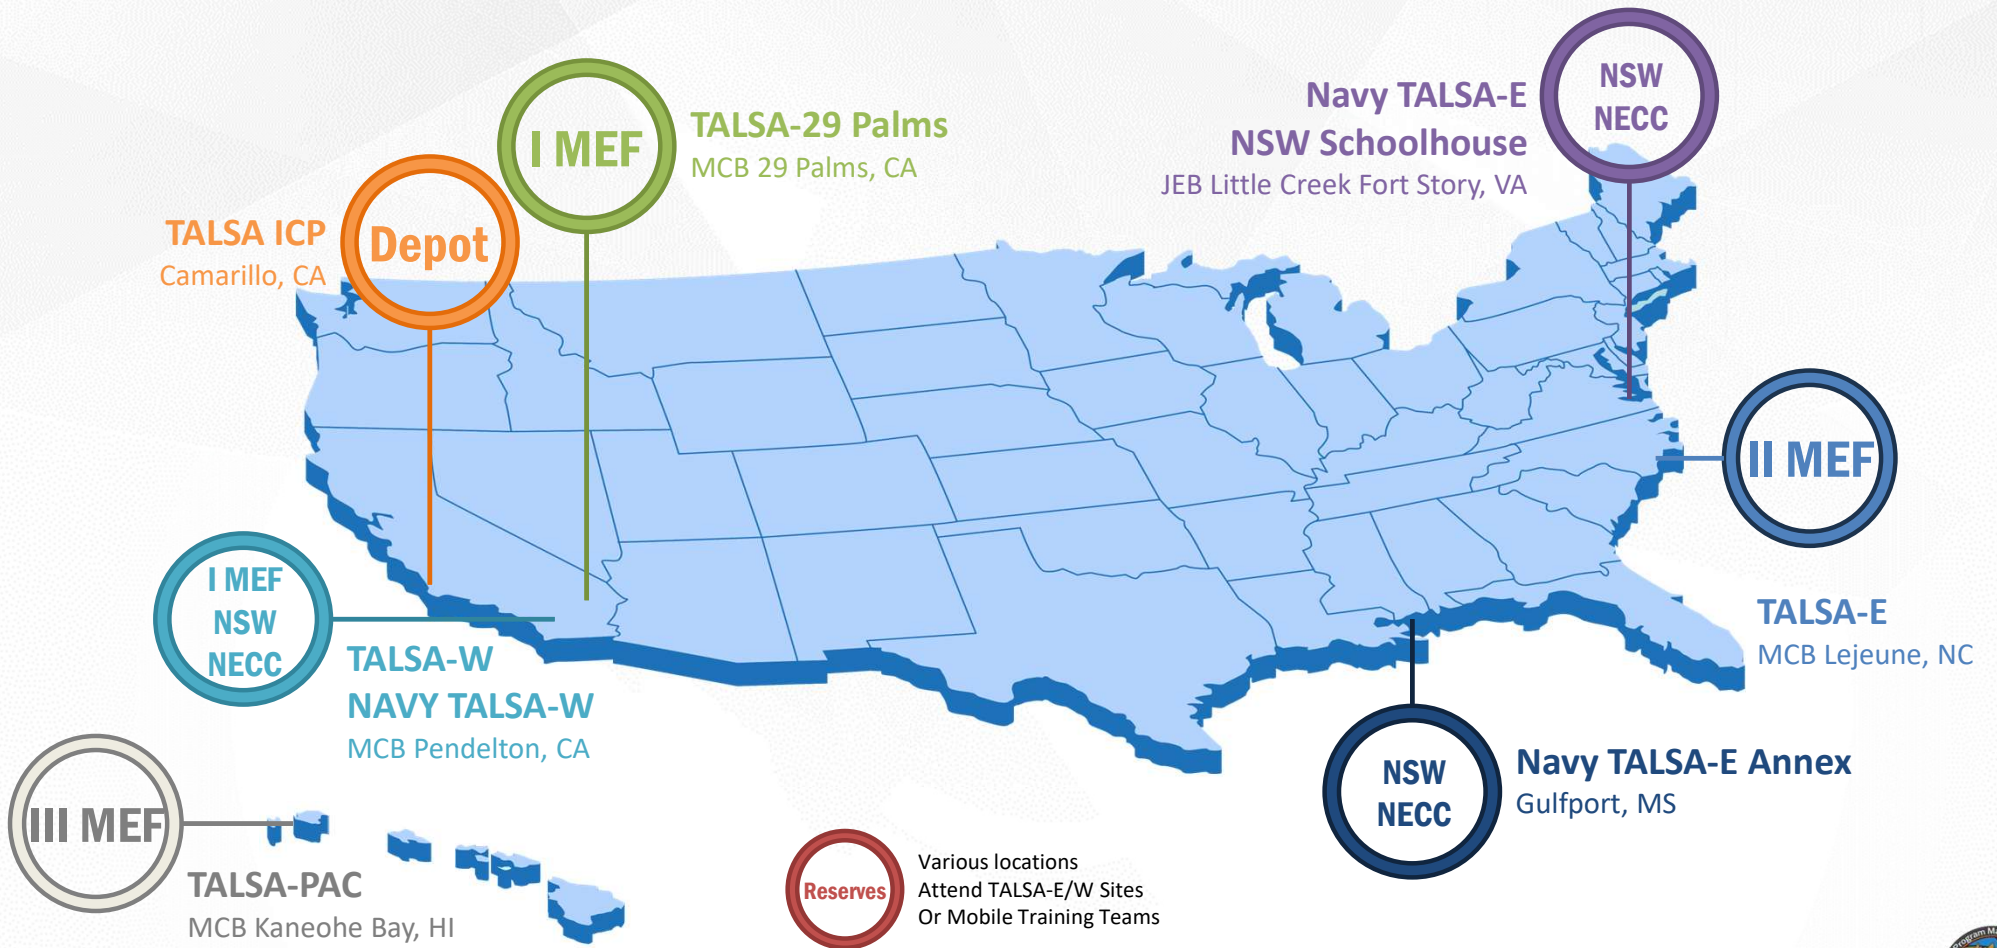 I MEF
TALSA-29 Palms
MCB 29 Palms, CA
NSW
NECC
Navy TALSA-E
NSW Schoolhouse
JEB Little Creek Fort Story, VA
TALSA ICP
Camarillo, CA
Depot
II MEF
TALSA-E
MCB Lejeune, NC
I MEF
NSW
NECC
TALSA-W
NAVY TALSA-W
MCB Pendelton, CA
NSW
NECC
Navy TALSA-E Annex
Gulfport, MS
III MEF
TALSA-PAC
MCB Kaneohe Bay, HI
Reserves
Various locations
Attend TALSA-E/W Sites
Or Mobile Training Teams